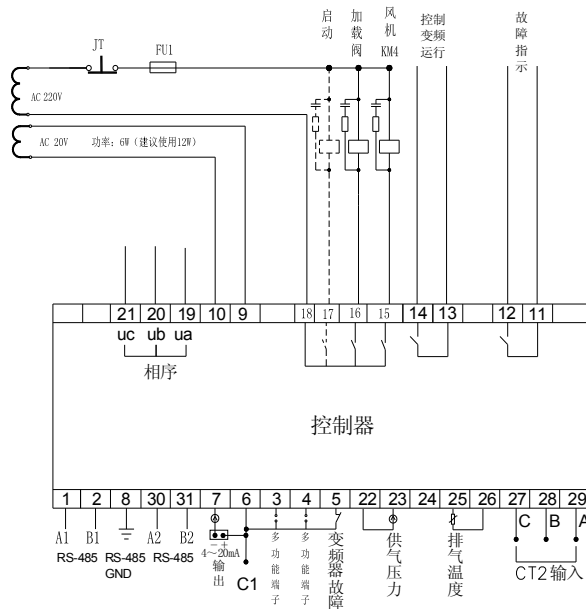 启动
加载阀
风机
KM4
控制变频运行
故障指示
JT
FU1
AC 220V
AC 20V 功率：6W（建议使用12W）
21 20 19 10 9 18 17 16 15 14 13 12 11
uc ub ua
相序
控制器
1 2 8 30 31 7 6 3 4 5 22 23 24 25 26 27 28 29
A1 B1 A2 B2
C B A
RS-485 RS-485 RS-485
GND
− +
4～20mA
输出
C1
多功能端子
多功能端子
变频器故障
供气压力
排气温度
CT2输入